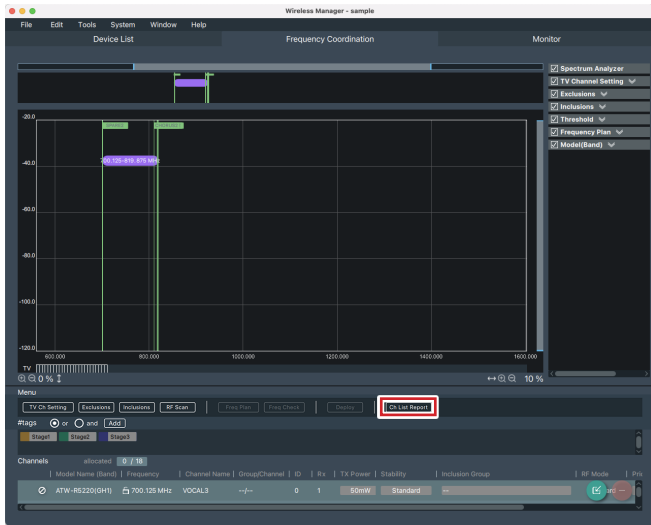 Wireless Manager - sample
File Edit Tools System Window Help
Device List Frequency Coordination Monitor
Spectrum Analyzer
TV Channel Setting
Exclusions
Inclusions
Threshold
Frequency Plan
Model(Band)
-20.0
-40.0
-60.0
-80.0
-100.0
-120.0
600.000 800.000 1000.000 1200.000 1400.000 1600.000
TV
0 % 10 %
Menu
TV Ch Setting Exclusions Inclusions RF Scan Freq Plan Freq Check Deploy Ch List Report
#tags or and Add
Stage1 Stage2 Stage3
Channels allocated 0 / 18
Model Name (Band) | Frequency | Channel Name | Group/Channel | ID | Rx | TX Power | Stability | Inclusion Group | RF Mode | Prio
ATW-R5220(GH1) 700.125 MHz VOCAL3 --/-- 0 1 50mW Standard --